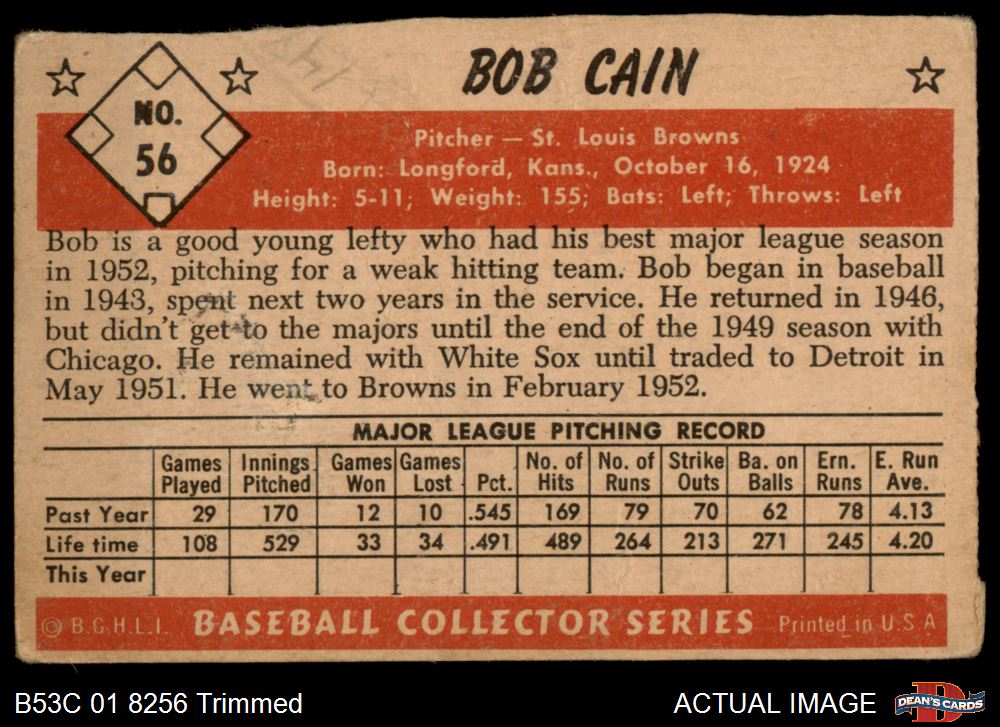 BOB CAIN
NO.
56
Pitcher — St. Louis Browns
Born: Longford, Kans., October 16, 1924
Height: 5-11; Weight: 155; Bats: Left; Throws: Left
Bob is a good young lefty who had his best major league season
in 1952, pitching for a weak hitting team. Bob began in baseball
in 1943, spent next two years in the service. He returned in 1946,
but didn't get to the majors until the end of the 1949 season with
Chicago. He remained with White Sox until traded to Detroit in
May 1951. He went to Browns in February 1952.
MAJOR LEAGUE PITCHING RECORD
Games Innings Games Games No. of No. of Strike Ba. on Ern. E. Run
Played Pitched Won Lost Pct. Hits Runs Outs Balls Runs Ave.
Past Year 29 170 12 10 .545 169 79 70 62 78 4.13
Life time 108 529 33 34 .491 489 264 213 271 245 4.20
This Year
© B.G.H.L.I. BASEBALL COLLECTOR SERIES Printed in U.S.A
B53C 01 8256 Trimmed
ACTUAL IMAGE
DEAN'S CARDS